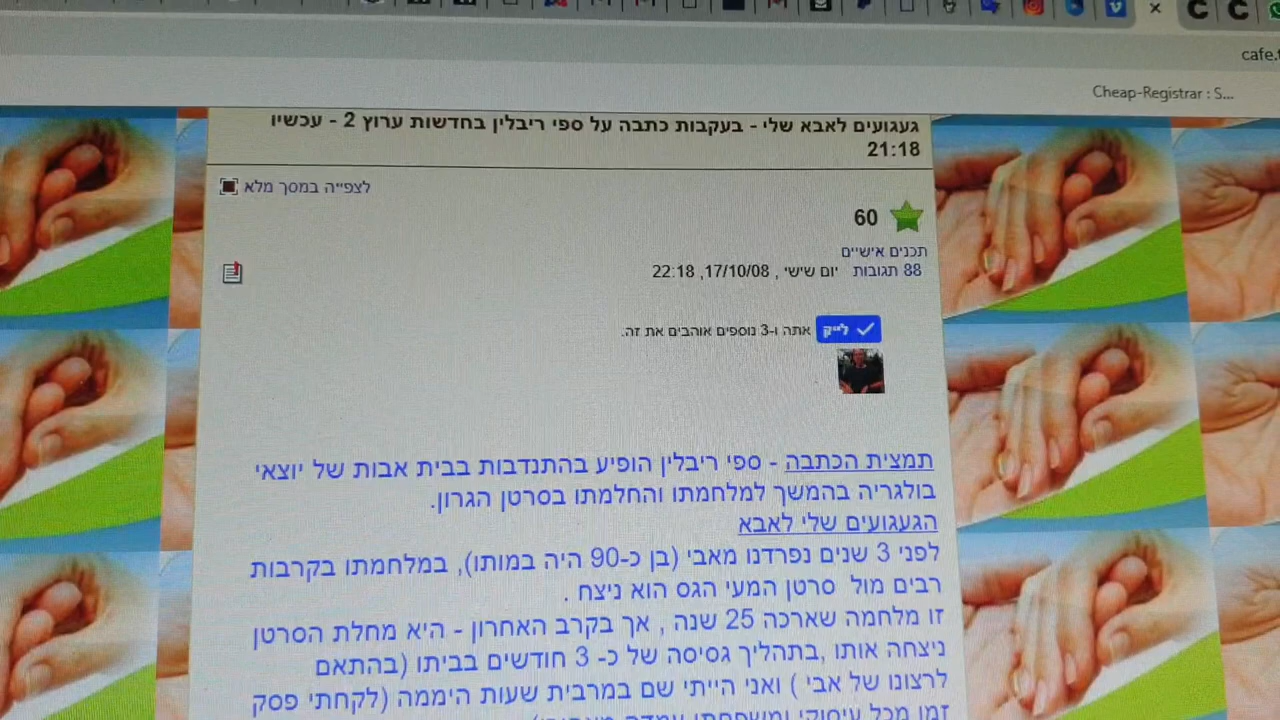 cafe.t
Cheap-Registrar : S...
געגועים לאבא שלי - בעקבות כתבה על ספי ריבלין בחדשות ערוץ 2 - עכשיו
21:18
לצפייה במסך מלא
60
תכנים אישיים
88 תגובות יום שישי , 17/10/08, 22:18
לייק אתה ו-3 נוספים אוהבים את זה.
תמצית הכתבה - ספי ריבלין הופיע בהתנדבות בבית אבות של יוצאי
בולגריה בהמשך למלחמתו והחלמתו בסרטן הגרון.
הגעגועים שלי לאבא
לפני 3 שנים נפרדנו מאבי (בן כ-90 היה במותו), במלחמתו בקרבות
רבים מול סרטן המעי הגס הוא ניצח .
זו מלחמה שארכה 25 שנה , אך בקרב האחרון - היא מחלת הסרטן
ניצחה אותו ,בתהליך גסיסה של כ- 3 חודשים בביתו (בהתאם
לרצונו של אבי ) ואני הייתי שם במרבית שעות היממה (לקחתי פסק
זמן מכל עיסוקי ומשפחתי עמדה